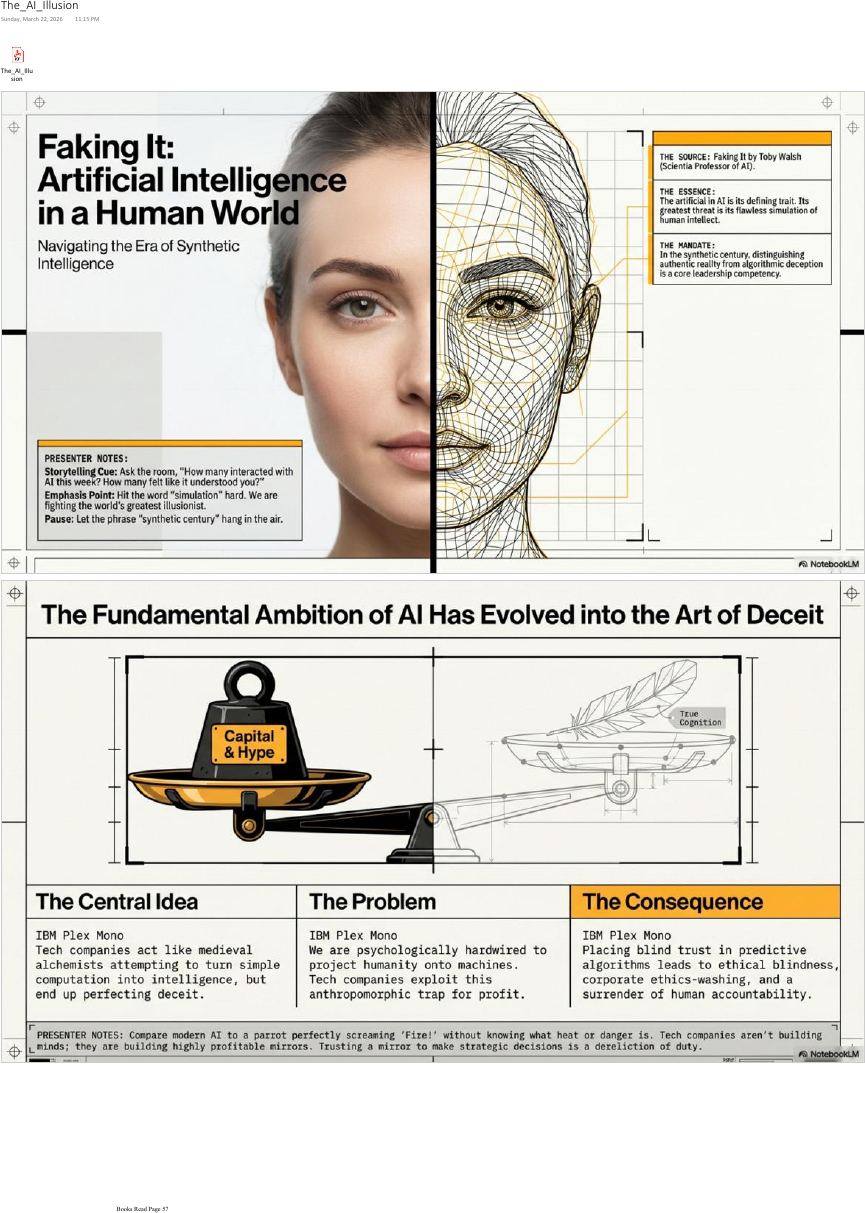 The_AI_Illusion
Sunday, March 22, 2026 11:15 PM
The_AI_Illu
sion
Faking It:
Artificial Intelligence
in a Human World
Navigating the Era of Synthetic
Intelligence
PRESENTER NOTES:
Storytelling Cue: Ask the room, "How many interacted with
AI this week? How many felt like it understood you?"
Emphasis Point: Hit the word "simulation" hard. We are
fighting the world's greatest illusionist.
Pause: Let the phrase "synthetic century" hang in the air.
THE SOURCE: Faking It by Toby Walsh
(Scientia Professor of AI).
THE ESSENCE:
The artificial in AI is its defining trait. Its
greatest threat is its flawless simulation of
human intellect.
THE MANDATE:
In the synthetic century, distinguishing
authentic reality from algorithmic deception
is a core leadership competency.
NotebookLM
The Fundamental Ambition of AI Has Evolved into the Art of Deceit
Capital
& Hype
True
Cognition
The Central Idea
IBM Plex Mono
Tech companies act like medieval
alchemists attempting to turn simple
computation into intelligence, but
end up perfecting deceit.
The Problem
IBM Plex Mono
We are psychologically hardwired to
project humanity onto machines.
Tech companies exploit this
anthropomorphic trap for profit.
The Consequence
IBM Plex Mono
Placing blind trust in predictive
algorithms leads to ethical blindness,
corporate ethics-washing, and a
surrender of human accountability.
PRESENTER NOTES: Compare modern AI to a parrot perfectly screaming 'Fire!' without knowing what heat or danger is. Tech companies aren't building
minds; they are building highly profitable mirrors. Trusting a mirror to make strategic decisions is a dereliction of duty.
NotebookLM
Books Read Page 57